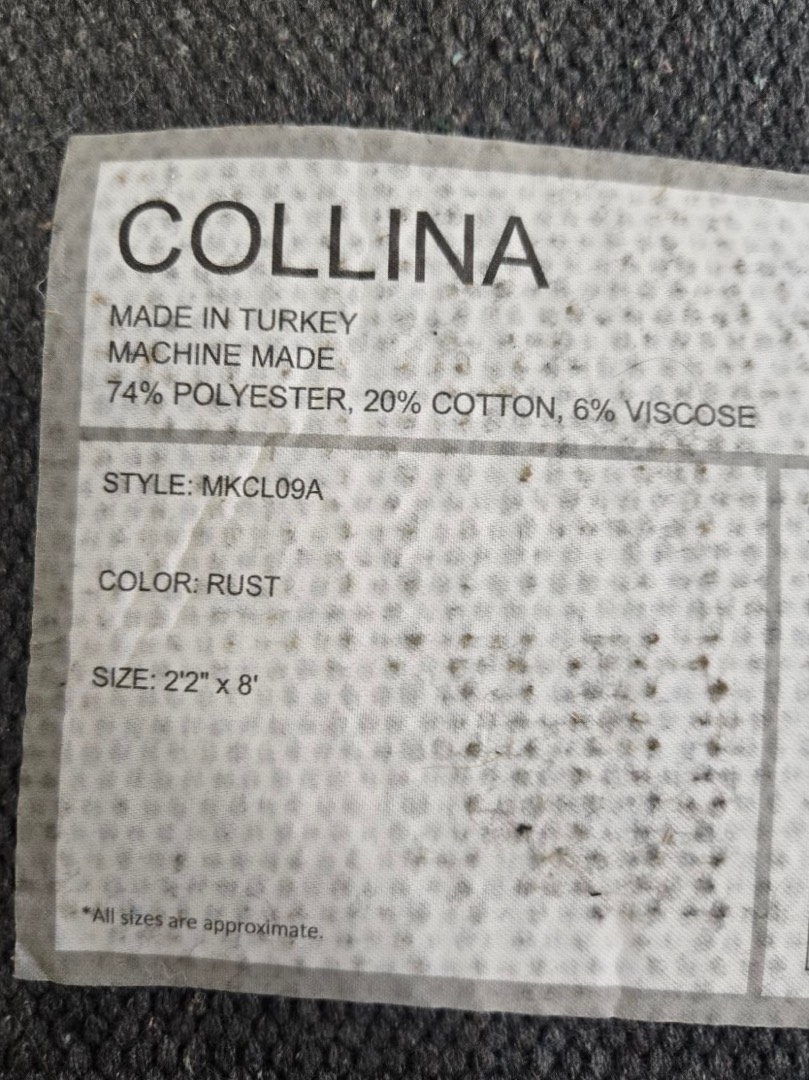 COLLINA
MADE IN TURKEY
MACHINE MADE
74% POLYESTER, 20% COTTON, 6% VISCOSE
STYLE: MKCL09A
COLOR: RUST
SIZE: 2'2" x 8'
*All sizes are approximate.